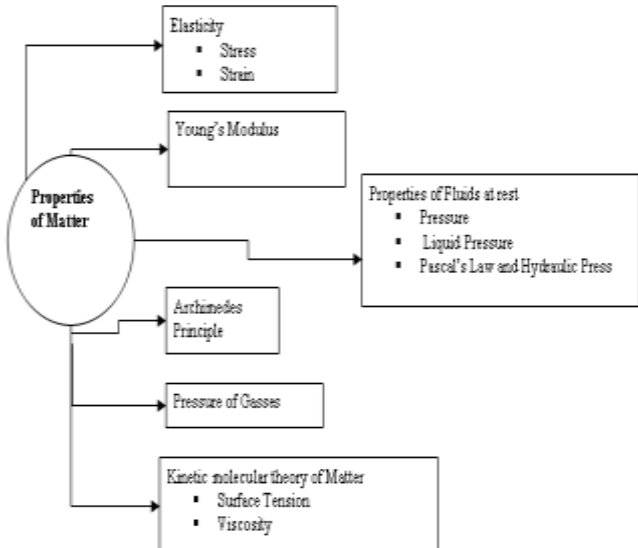 Elasticity
▪ Stress
▪ Strain
Young's Modulus
Properties
of Matter
Properties of Fluids at rest
▪ Pressure
▪ Liquid Pressure
▪ Pascal's Law and Hydraulic Press
Archimedes
Principle
Pressure of Gasses
Kinetic molecular theory of Matter
▪ Surface Tension
▪ Viscosity